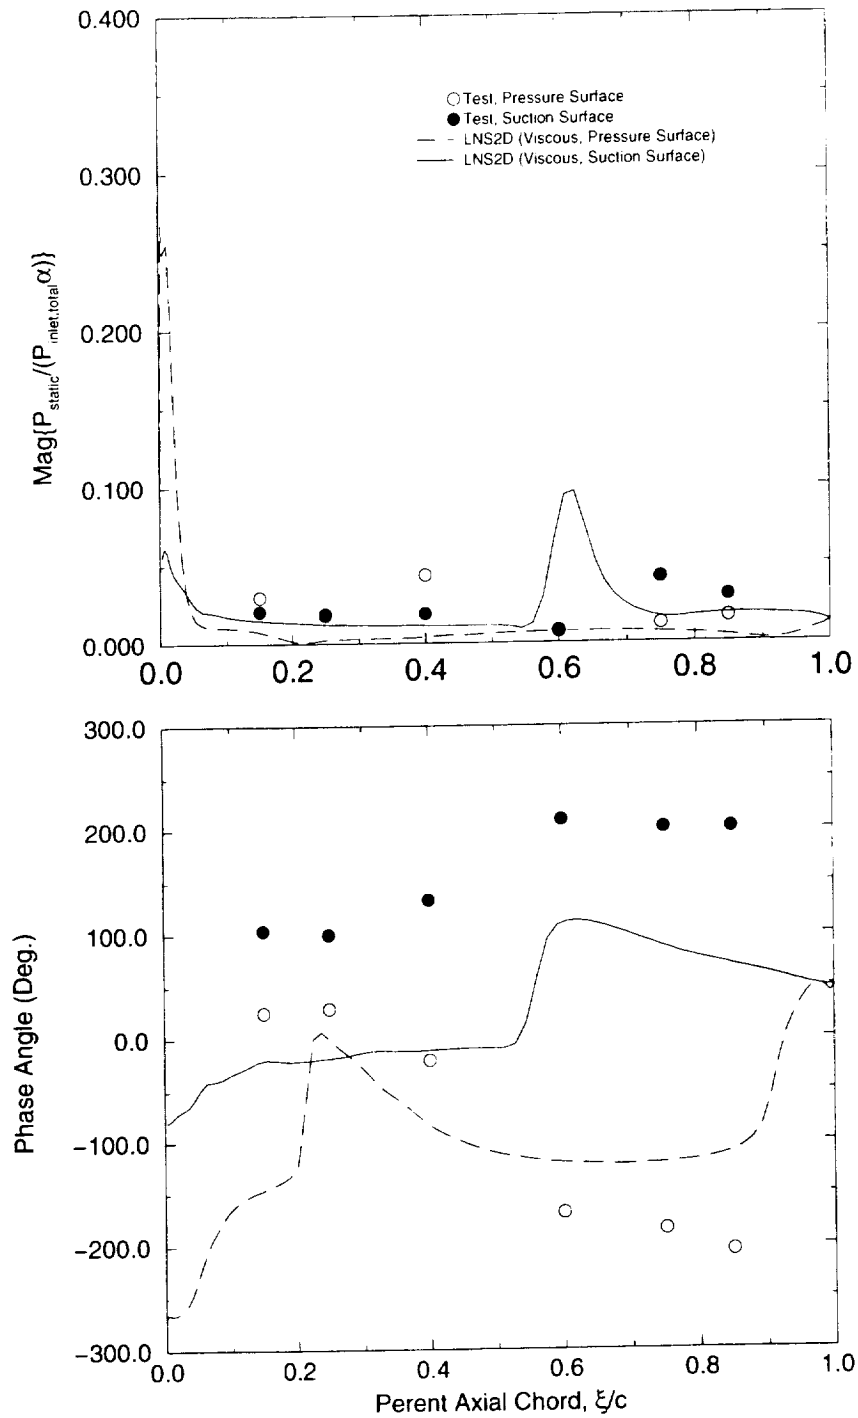 0.400
0.300
0.200
0.100
0.000
Mag{P_static/(P_inlet,total α)}
○ Test, Pressure Surface
● Test, Suction Surface
LNS2D (Viscous, Pressure Surface)
LNS2D (Viscous, Suction Surface)
0.0 0.2 0.4 0.6 0.8 1.0
300.0
200.0
100.0
0.0
−100.0
−200.0
−300.0
Phase Angle (Deg.)
0.0 0.2 0.4 0.6 0.8 1.0
Perent Axial Chord, ξ/c